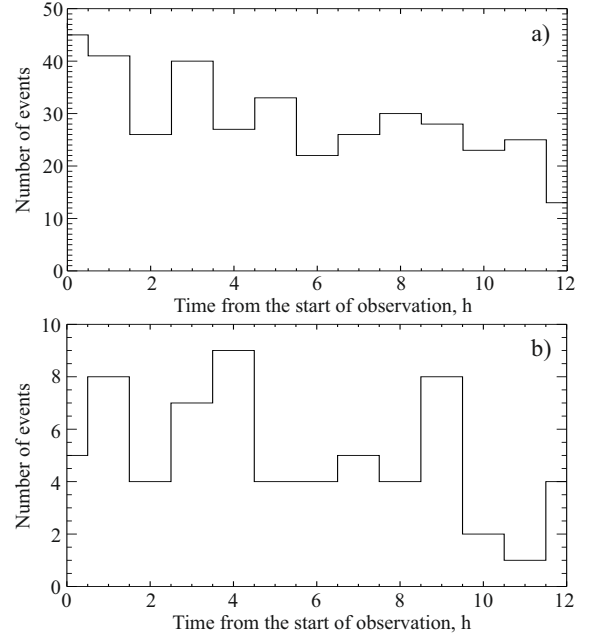 a)
50
40
30
20
10
0
Number of events
0 2 4 6 8 10 12
Time from the start of observation, h
b)
10
8
6
4
2
0
Number of events
0 2 4 6 8 10 12
Time from the start of observation, h